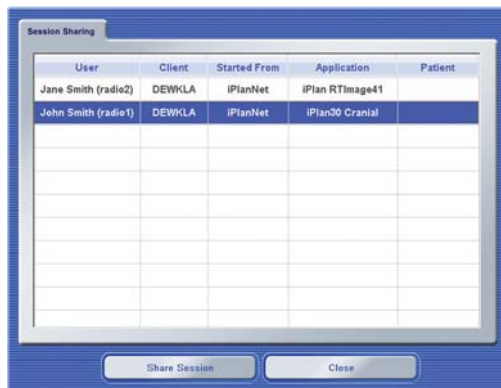 Session Sharing
User Client Started From Application Patient
Jane Smith (radio2) DEWKLA iPlanNet iPlan RTImage41
John Smith (radio1) DEWKLA iPlanNet iPlan30 Cranial
Share Session Close